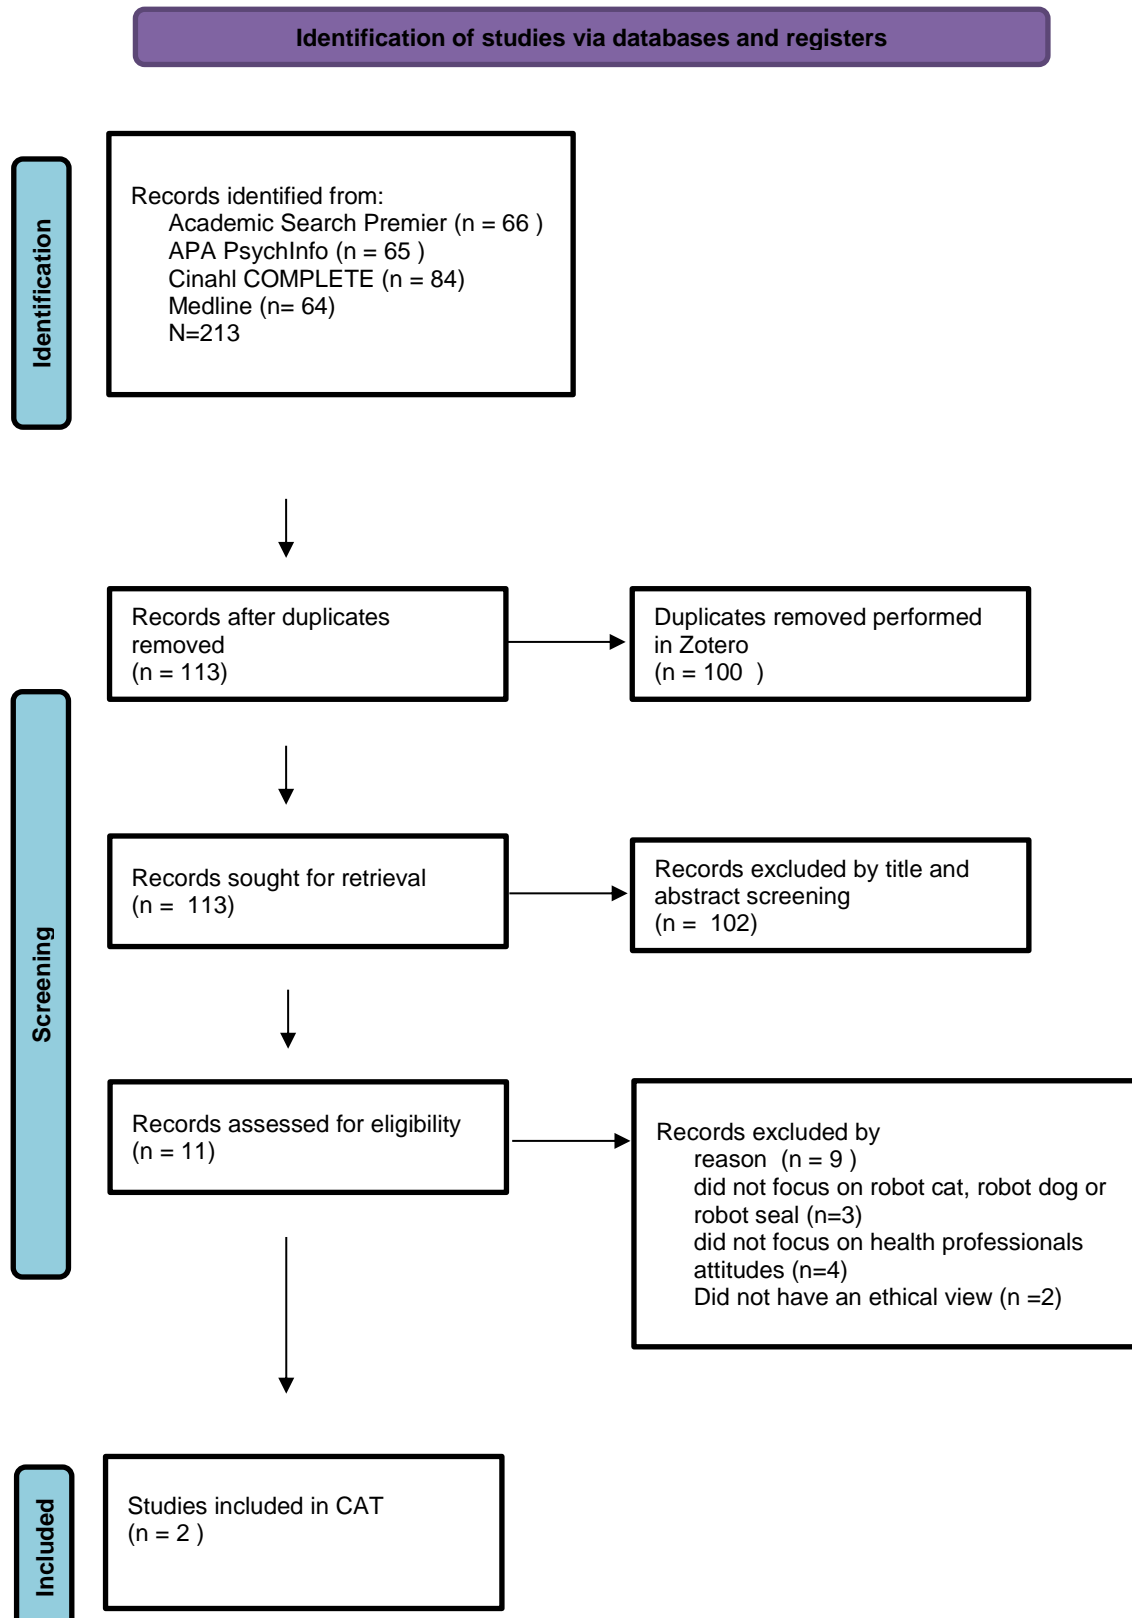 Identification of studies via databases and registers
Identification
Records identified from:
Academic Search Premier (n = 66 )
APA PsychInfo (n = 65 )
Cinahl COMPLETE (n = 84)
Medline (n= 64)
N=213
Records after duplicates
removed
(n = 113)
Duplicates removed performed
in Zotero
(n = 100 )
Screening
Records sought for retrieval
(n = 113)
Records excluded by title and
abstract screening
(n = 102)
Records assessed for eligibility
(n = 11)
Records excluded by
reason (n = 9 )
did not focus on robot cat, robot dog or
robot seal (n=3)
did not focus on health professionals
attitudes (n=4)
Did not have an ethical view (n =2)
Included
Studies included in CAT
(n = 2 )